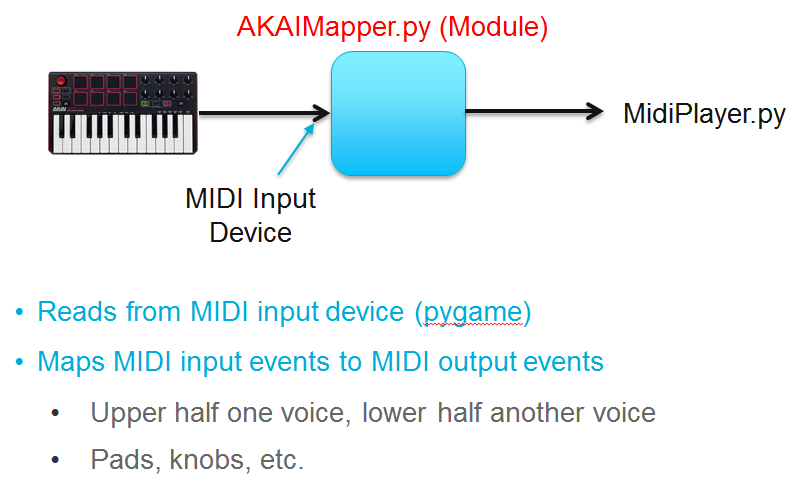 AKAIMapper.py (Module)
AKAI
MidiPlayer.py
MIDI Input
Device
• Reads from MIDI input device (pygame)
• Maps MIDI input events to MIDI output events
• Upper half one voice, lower half another voice
• Pads, knobs, etc.